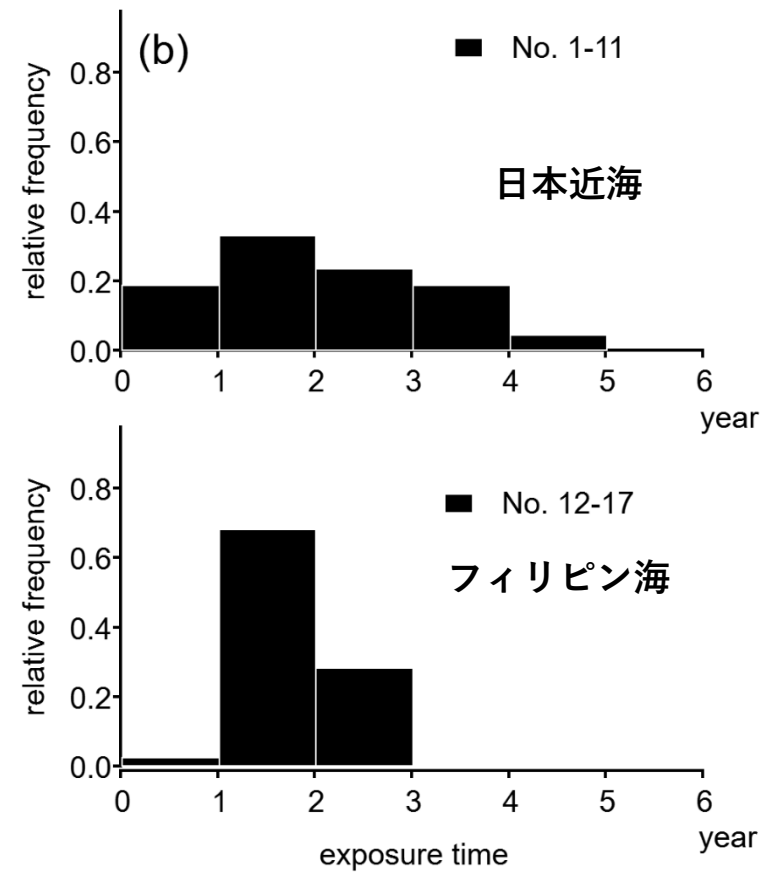 (b)
No. 1-11
日本近海
relative frequency
0.8
0.6
0.4
0.2
0.0
0 1 2 3 4 5 6
year
No. 12-17
フィリピン海
relative frequency
0.8
0.6
0.4
0.2
0.0
0 1 2 3 4 5 6
year
exposure time